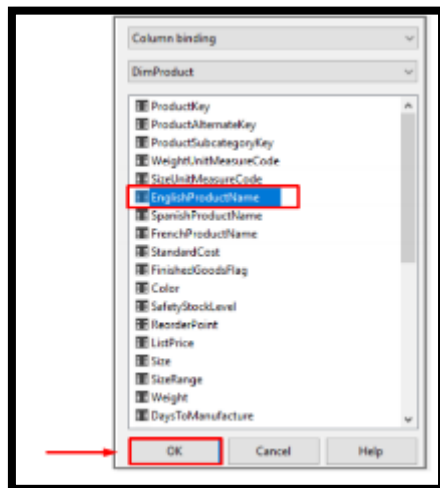 Column binding
DimProduct
ProductKey
ProductAlternateKey
ProductSubcategoryKey
WeightUnitMeasureCode
SizeUnitMeasureCode
EnglishProductName
SpanishProductName
FrenchProductName
StandardCost
FinishedGoodsFlag
Color
SafetyStockLevel
ReorderPoint
ListPrice
Size
SizeRange
Weight
DaysToManufacture
OK Cancel Help